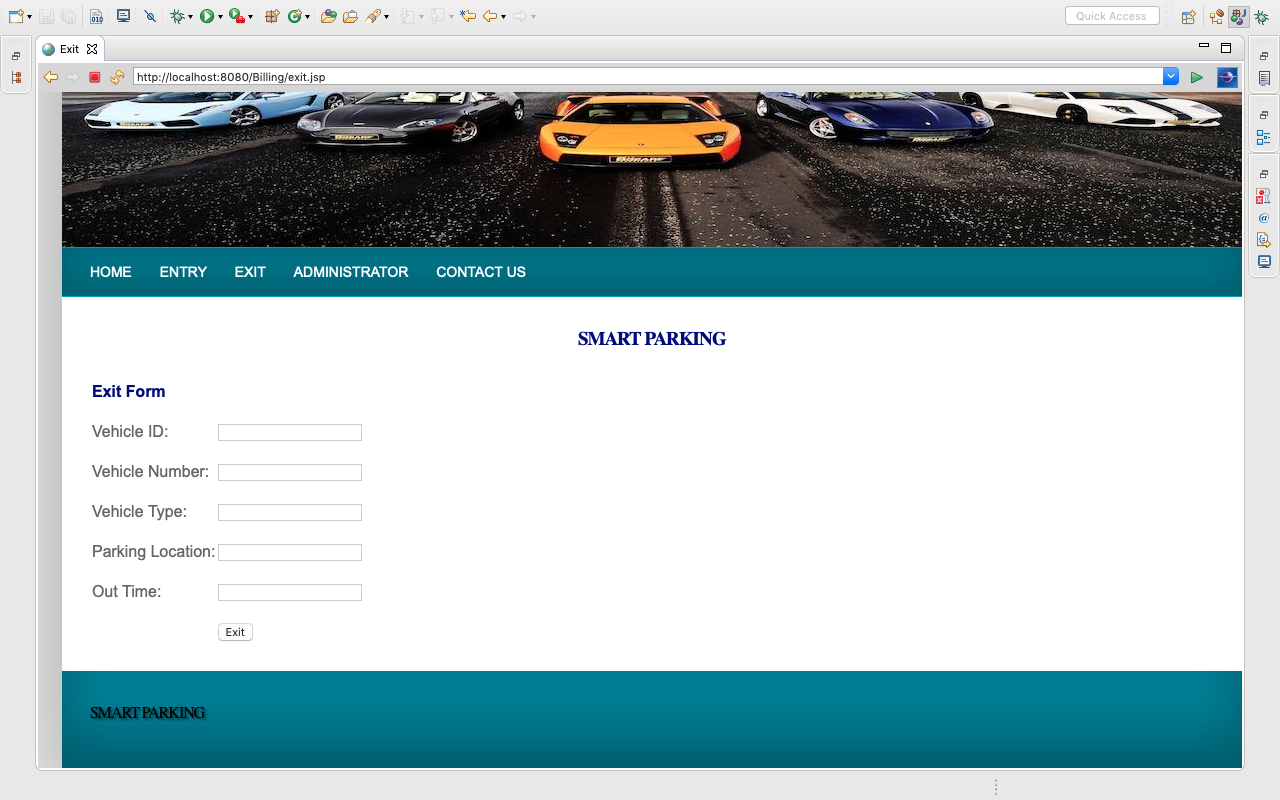 Quick Access
Exit
http://localhost:8080/Billing/exit.jsp
HOME ENTRY EXIT ADMINISTRATOR CONTACT US
SMART PARKING
Exit Form
Vehicle ID:
Vehicle Number:
Vehicle Type:
Parking Location:
Out Time:
Exit
SMART PARKING